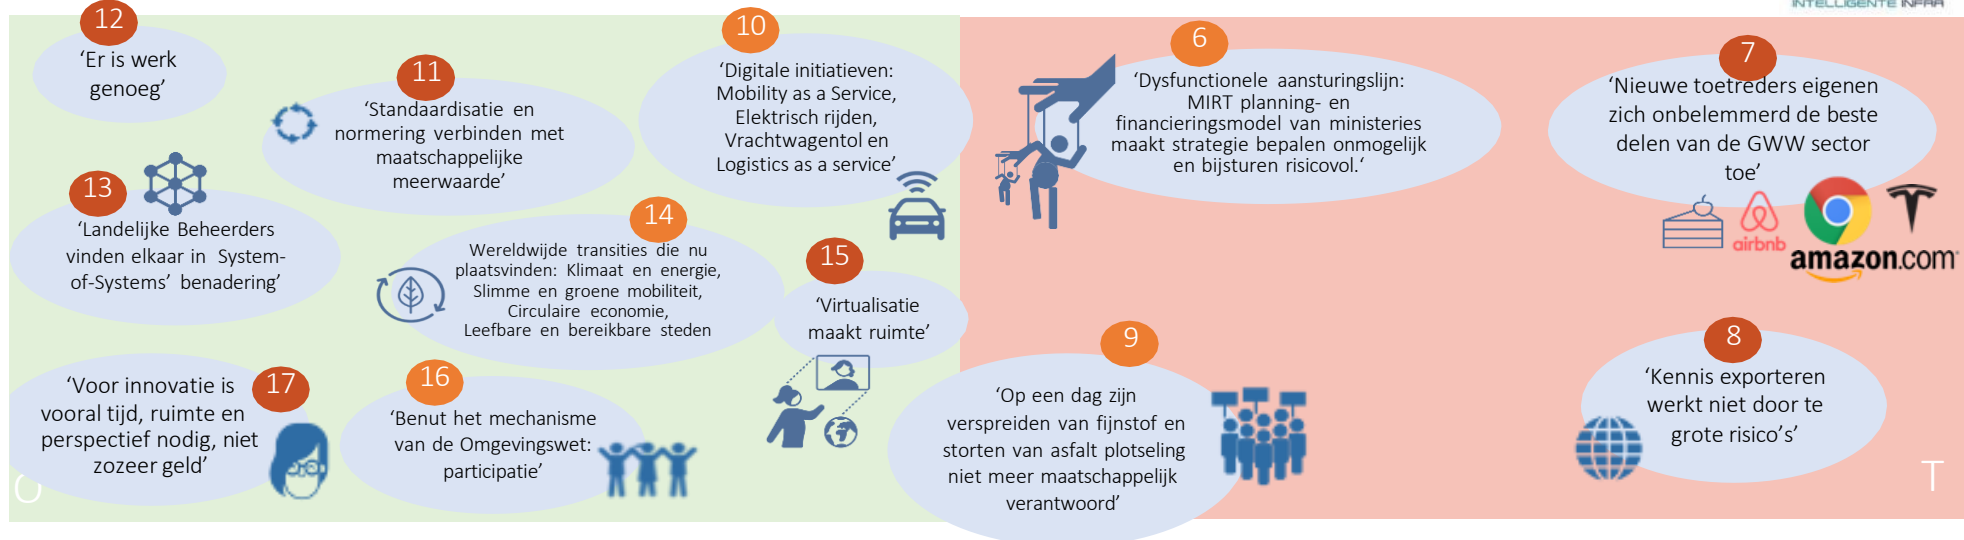 INTELLIGENTE INFRA
12
‘Er is werk
genoeg’
11
‘Standaardisatie en
normering verbinden met
maatschappelijke
meerwaarde’
10
‘Digitale initiatieven:
Mobility as a Service,
Elektrisch rijden,
Vrachtwagentol en
Logistics as a service’
6
‘Dysfunctionele aansturingslijn:
MIRT planning- en
financieringsmodel van ministeries
maakt strategie bepalen onmogelijk
en bijsturen risicovol.‘
7
‘Nieuwe toetreders eigenen
zich onbelemmerd de beste
delen van de GWW sector
toe’
airbnb
amazon.com
13
‘Landelijke Beheerders
vinden elkaar in System-
of-Systems’ benadering’
14
Wereldwijde transities die nu
plaatsvinden: Klimaat en energie,
Slimme en groene mobiliteit,
Circulaire economie,
Leefbare en bereikbare steden
15
‘Virtualisatie
maakt ruimte’
9
‘Op een dag zijn
verspreiden van fijnstof en
storten van asfalt plotseling
niet meer maatschappelijk
verantwoord’
8
‘Kennis exporteren
werkt niet door te
grote risico’s’
17
‘Voor innovatie is
vooral tijd, ruimte en
perspectief nodig, niet
zozeer geld’
16
‘Benut het mechanisme
van de Omgevingswet:
participatie’
O
T